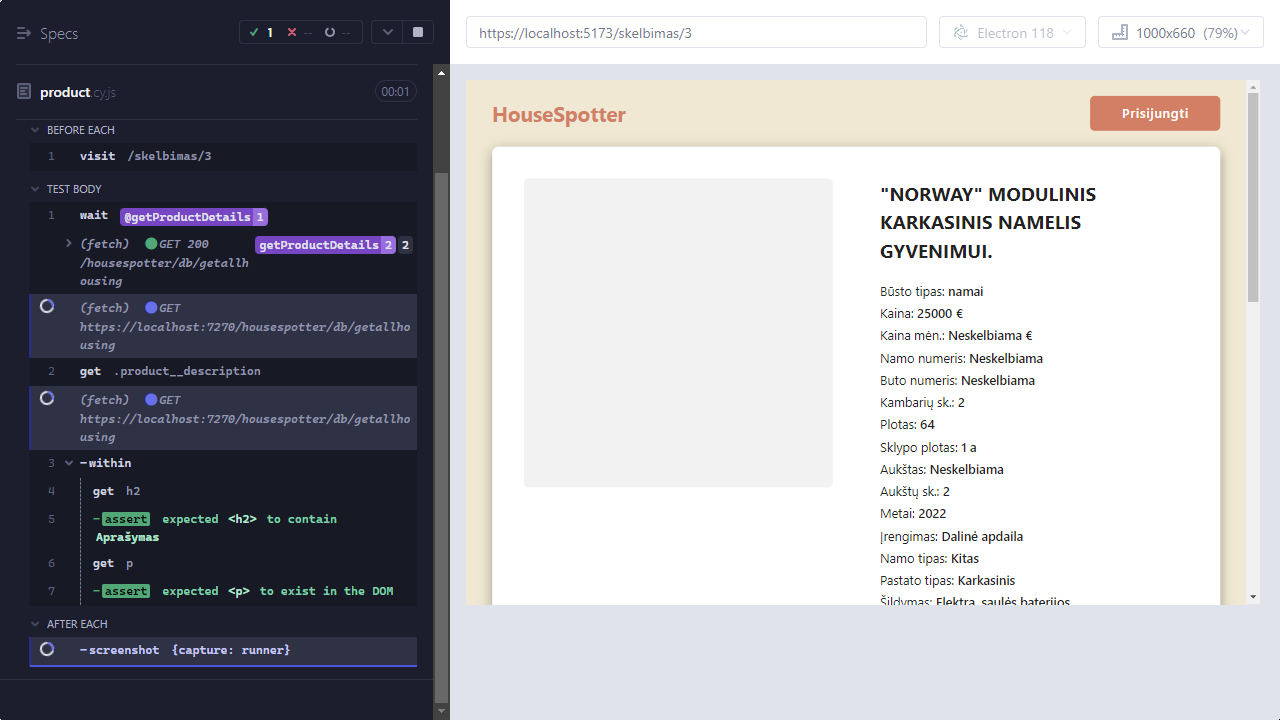 Specs
1 -- --
https://localhost:5173/skelbimas/3
Electron 118
1000x660 (79%)
product.cy.js
00:01
BEFORE EACH
1 visit /skelbimas/3
TEST BODY
1 wait @getProductDetails 1
(fetch) GET 200 getProductDetails 2 2
/housespotter/db/getallh
ousing
(fetch) GET
https://localhost:7270/housespotter/db/getallho
using
2 get .product__description
(fetch) GET
https://localhost:7270/housespotter/db/getallho
using
3 -within
4 get h2
5 -assert expected <h2> to contain
Aprašymas
6 get p
7 -assert expected <p> to exist in the DOM
AFTER EACH
-screenshot {capture: runner}
HouseSpotter
Prisijungti
"NORWAY" MODULINIS
KARKASINIS NAMELIS
GYVENIMUI.
Būsto tipas: namai
Kaina: 25000 €
Kaina mėn.: Neskelbiama €
Namo numeris: Neskelbiama
Buto numeris: Neskelbiama
Kambarių sk.: 2
Plotas: 64
Sklypo plotas: 1 a
Aukštas: Neskelbiama
Aukštų sk.: 2
Metai: 2022
Įrengimas: Dalinė apdaila
Namo tipas: Kitas
Pastato tipas: Karkasinis
Šildymas: Elektra, saulės baterijos